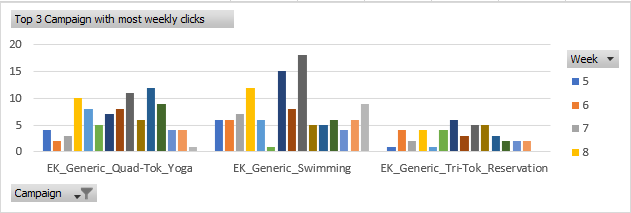 Top 3 Campaign with most weekly clicks
20
15
10
5
0
EK_Generic_Quad-Tok_Yoga
EK_Generic_Swimming
EK_Generic_Tri-Tok_Reservation
Week
5
6
7
8
Campaign